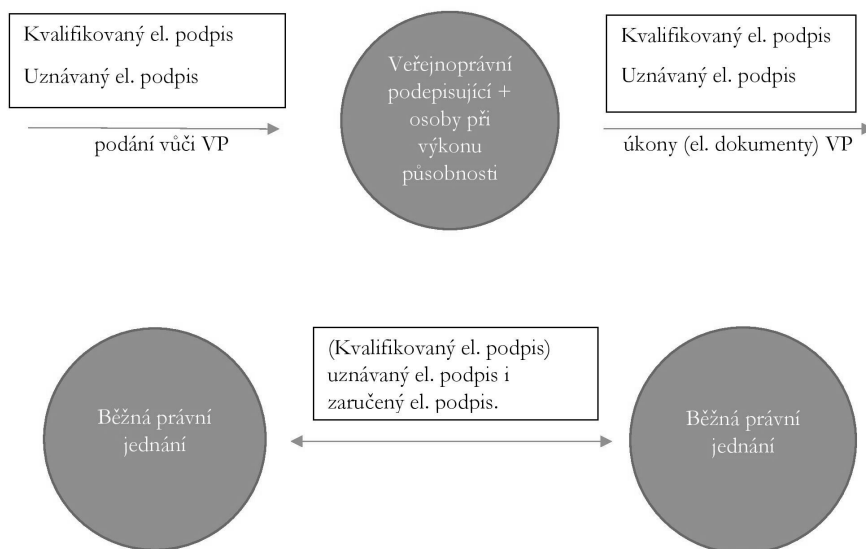 Kvalifikovaný el. podpis
Uznávaný el. podpis
podání vůči VP
Veřejnoprávní
podepisující +
osoby při
výkonu
působnosti
Kvalifikovaný el. podpis
Uznávaný el. podpis
úkony (el. dokumenty) VP
Běžná právní
jednání
(Kvalifikovaný el. podpis)
uznávaný el. podpis i
zaručený el. podpis.
Běžná právní
jednání